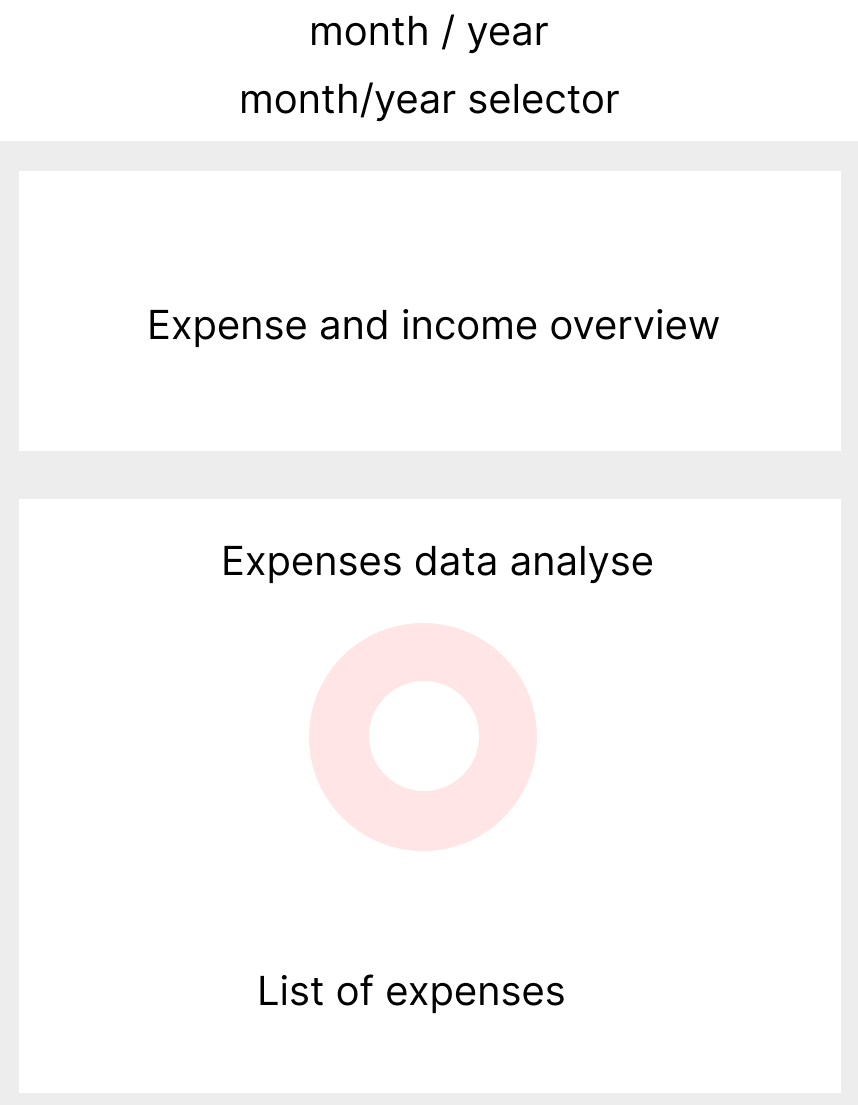 month / year
month/year selector
Expense and income overview
Expenses data analyse
List of expenses